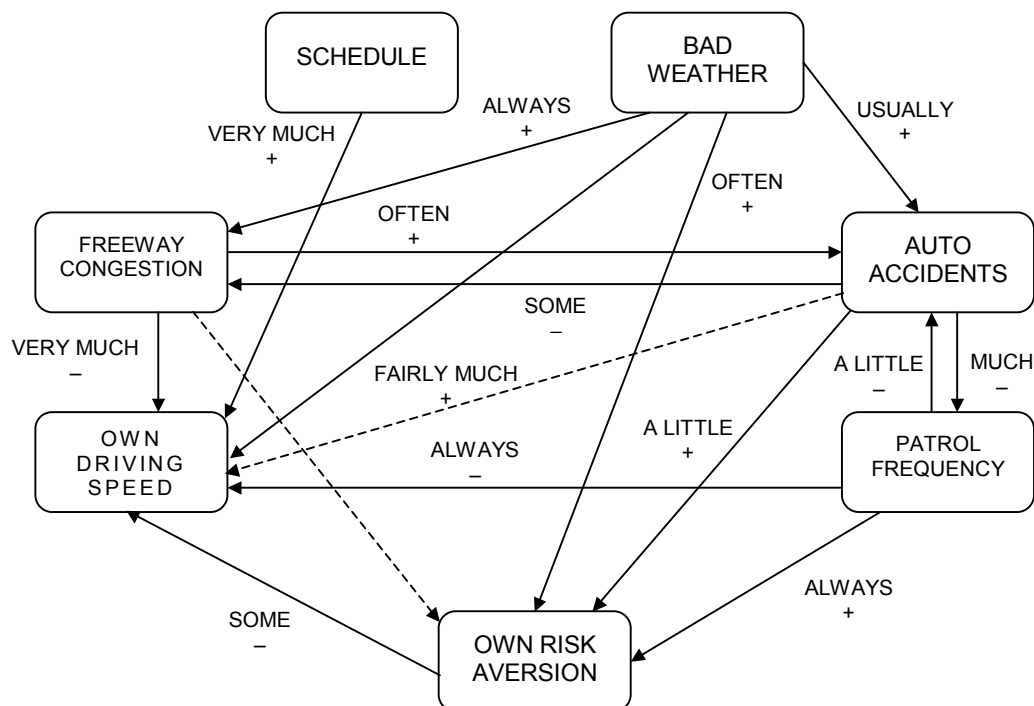 SCHEDULE
BAD
WEATHER
VERY MUCH
+
ALWAYS
+
USUALLY
+
OFTEN
+
OFTEN
+
FREEWAY
CONGESTION
AUTO
ACCIDENTS
SOME
–
VERY MUCH
–
FAIRLY MUCH
+
A LITTLE
–
MUCH
–
OWN
DRIVING
SPEED
A LITTLE
+
ALWAYS
–
PATROL
FREQUENCY
SOME
–
ALWAYS
+
OWN RISK
AVERSION